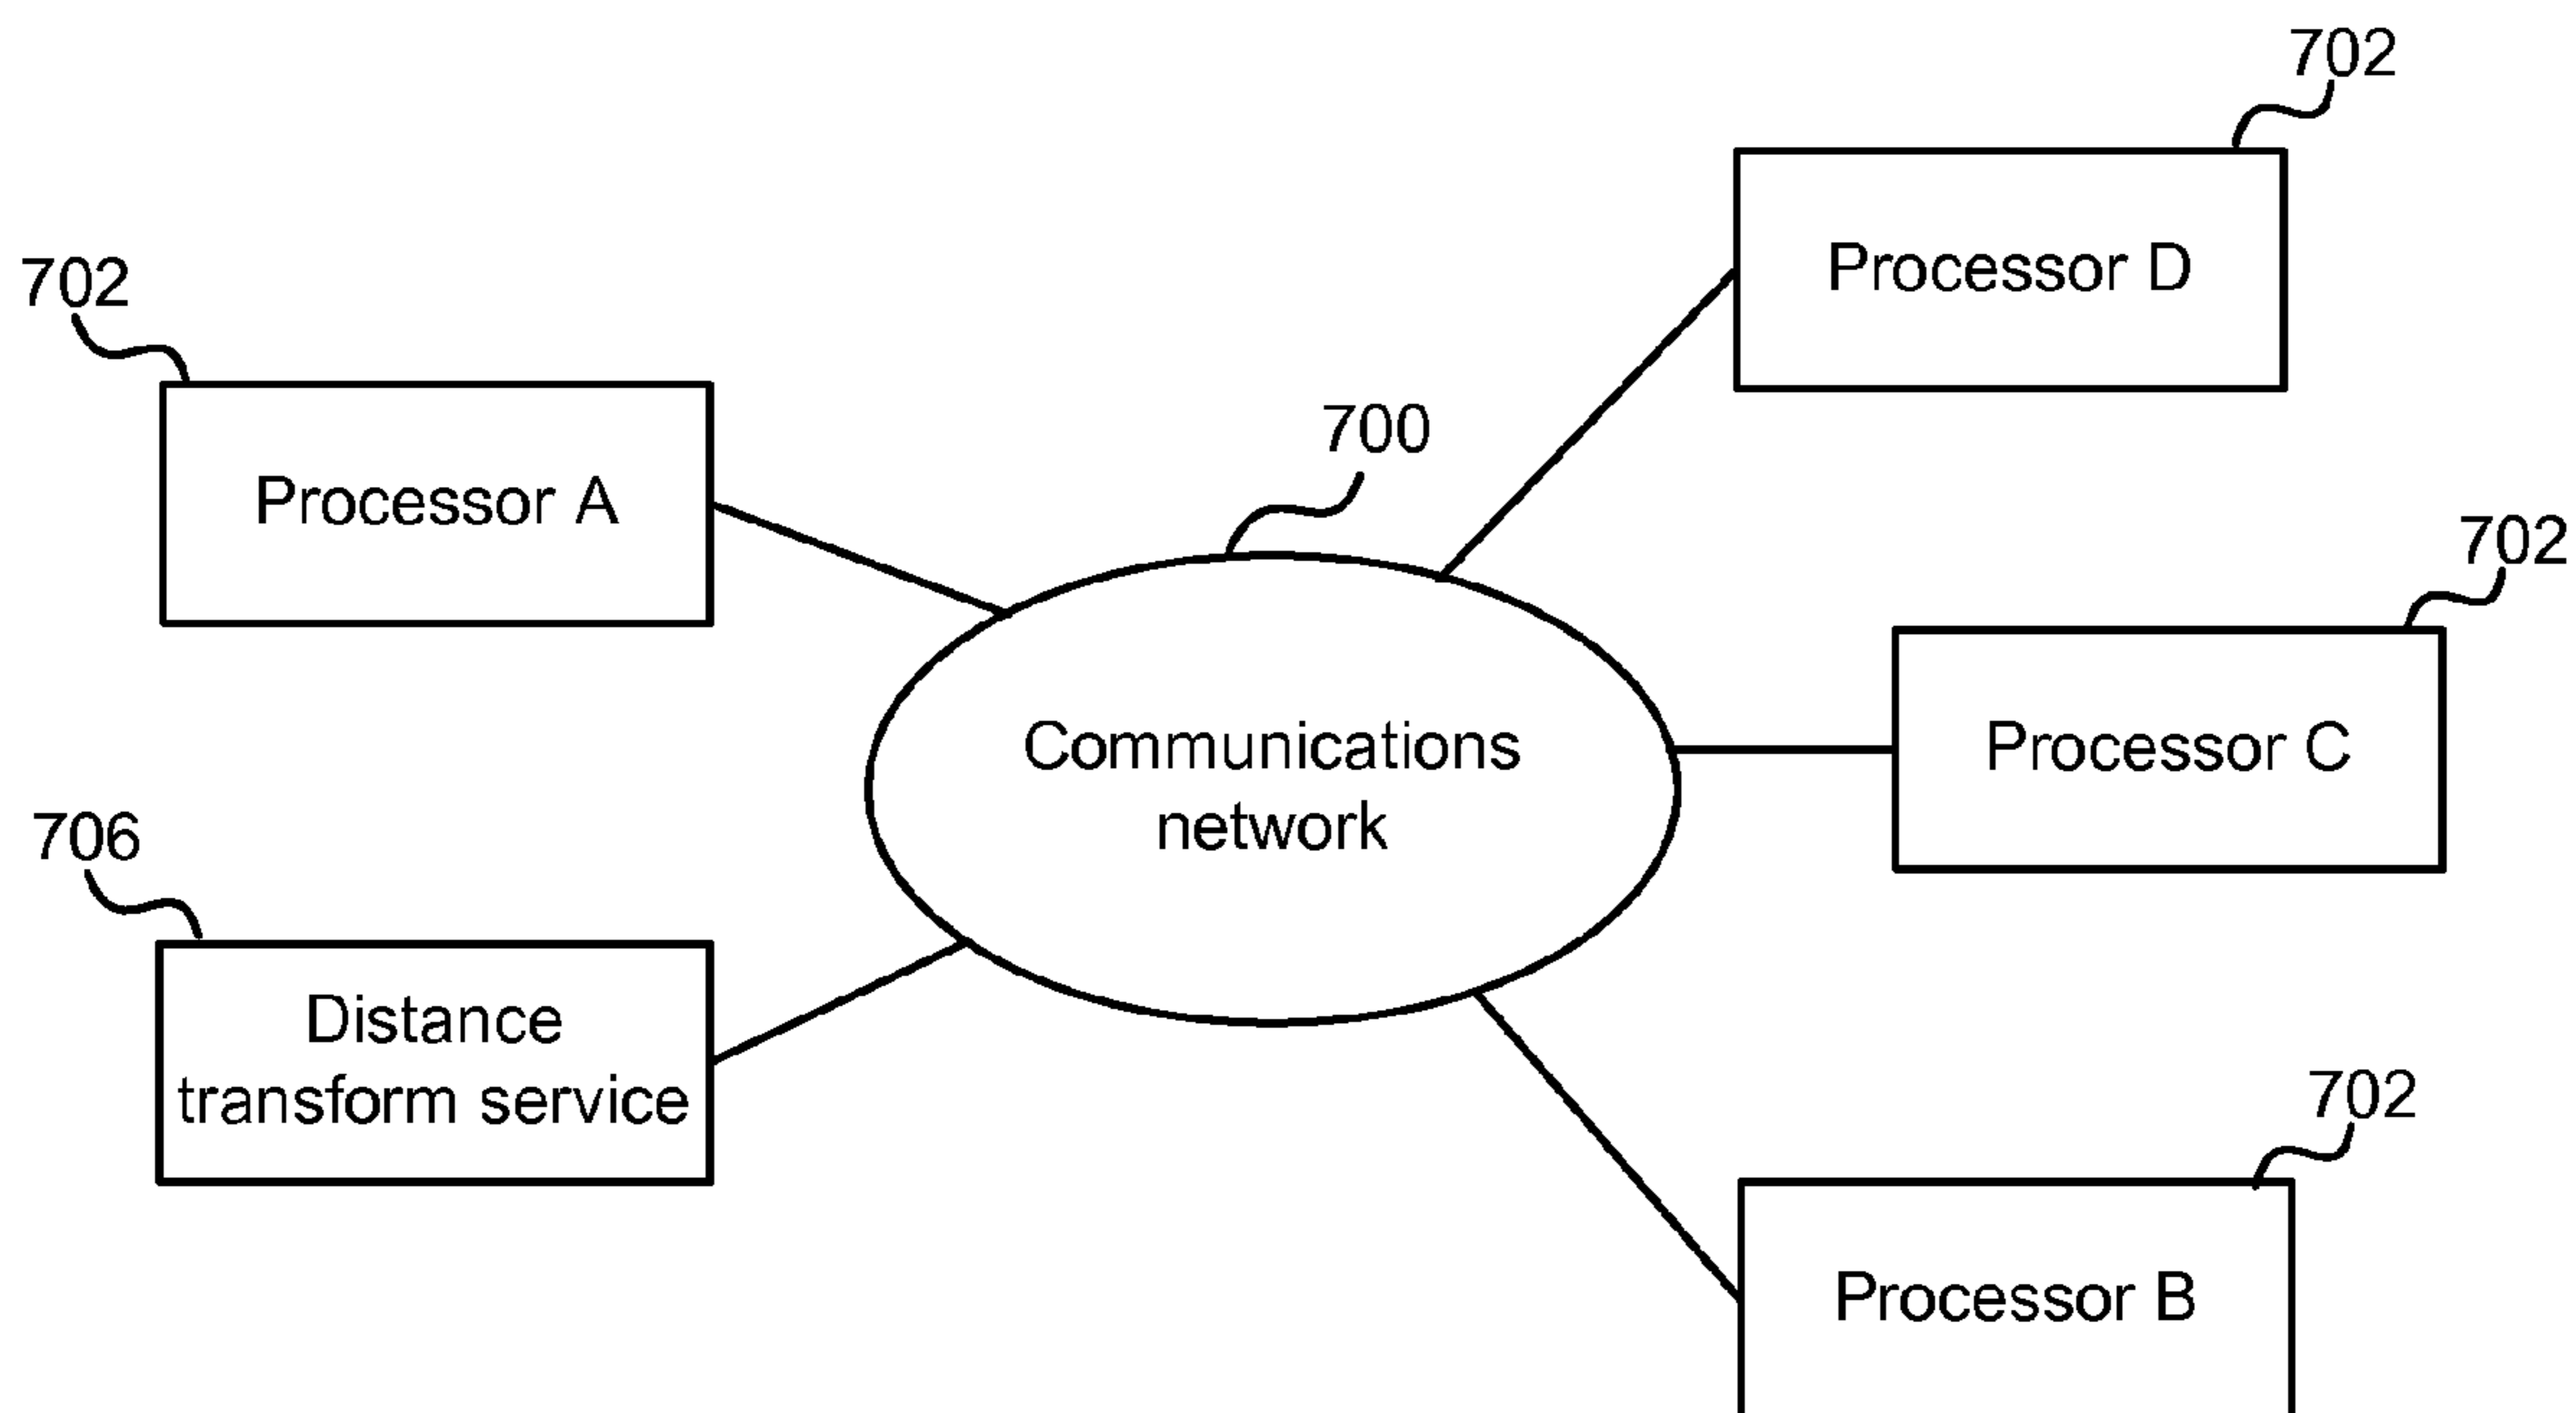 702
Processor D
702
Processor A
700
702
Communications
network
Processor C
706
Distance
transform service
702
Processor B